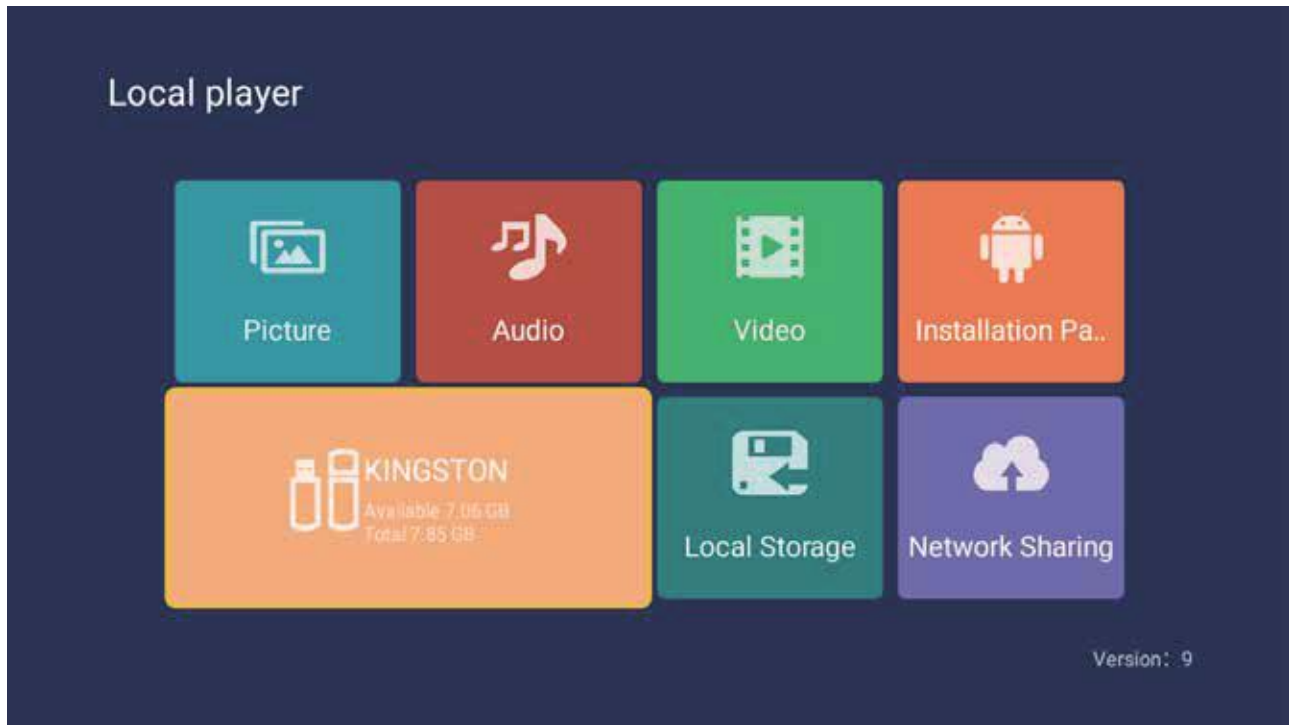 Local player
Picture
Audio
Video
Installation Pa..
KINGSTON
Available 7.06 GB
Total 7.85 GB
Local Storage
Network Sharing
Version: 9